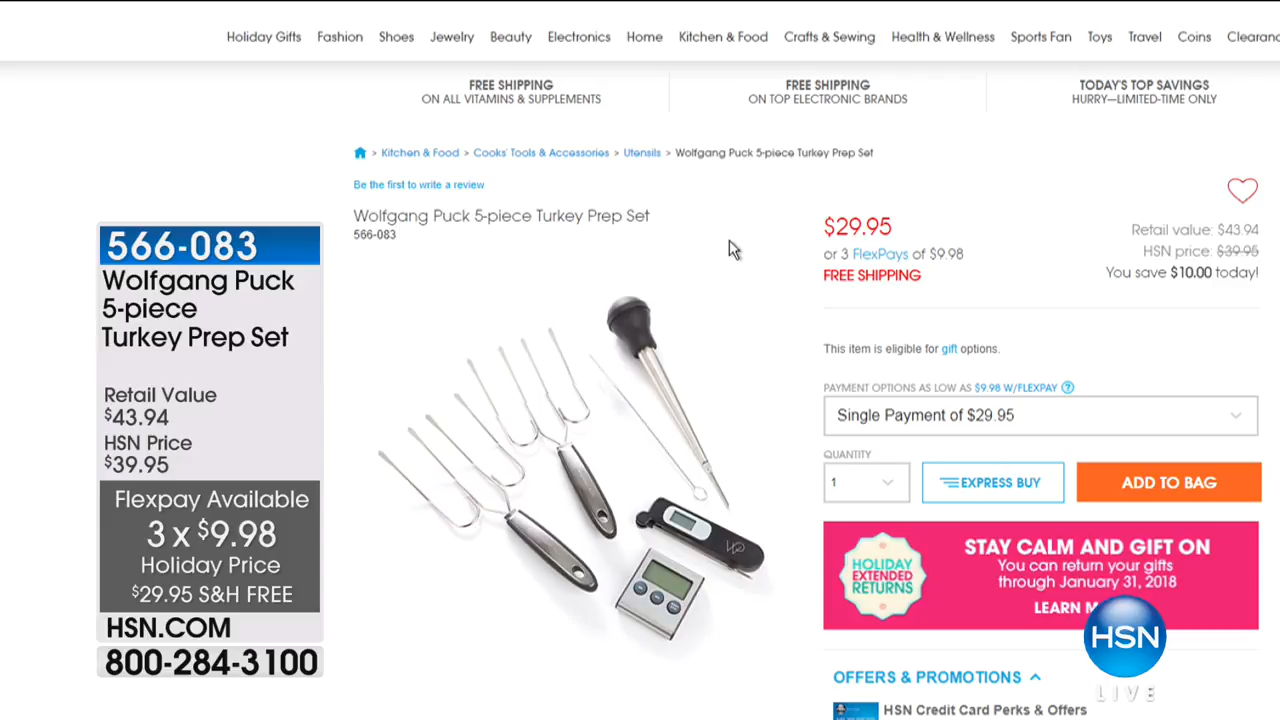 Holiday Gifts Fashion Shoes Jewelry Beauty Electronics Home Kitchen & Food Crafts & Sewing Health & Wellness Sports Fan Toys Travel Coins Clearanc
FREE SHIPPING
ON ALL VITAMINS & SUPPLEMENTS
FREE SHIPPING
ON TOP ELECTRONIC BRANDS
TODAY'S TOP SAVINGS
HURRY—LIMITED-TIME ONLY
> Kitchen & Food > Cooks' Tools & Accessories > Utensils > Wolfgang Puck 5-piece Turkey Prep Set
Be the first to write a review
Wolfgang Puck 5-piece Turkey Prep Set
566-083
566-083
Wolfgang Puck
5-piece
Turkey Prep Set
Retail Value
$43.94
HSN Price
$39.95
Flexpay Available
3 x $9.98
Holiday Price
$29.95 S&H FREE
HSN.COM
800-284-3100
WP
$29.95
or 3 FlexPays of $9.98
FREE SHIPPING
Retail value: $43.94
HSN price: $39.95
You save $10.00 today!
This item is eligible for gift options.
PAYMENT OPTIONS AS LOW AS $9.98 W/FLEXPAY ?
Single Payment of $29.95
QUANTITY
1
EXPRESS BUY
ADD TO BAG
HOLIDAY
EXTENDED
RETURNS
STAY CALM AND GIFT ON
You can return your gifts
through January 31, 2018
LEARN M
HSN
LIVE
OFFERS & PROMOTIONS
HSN Credit Card Perks & Offers